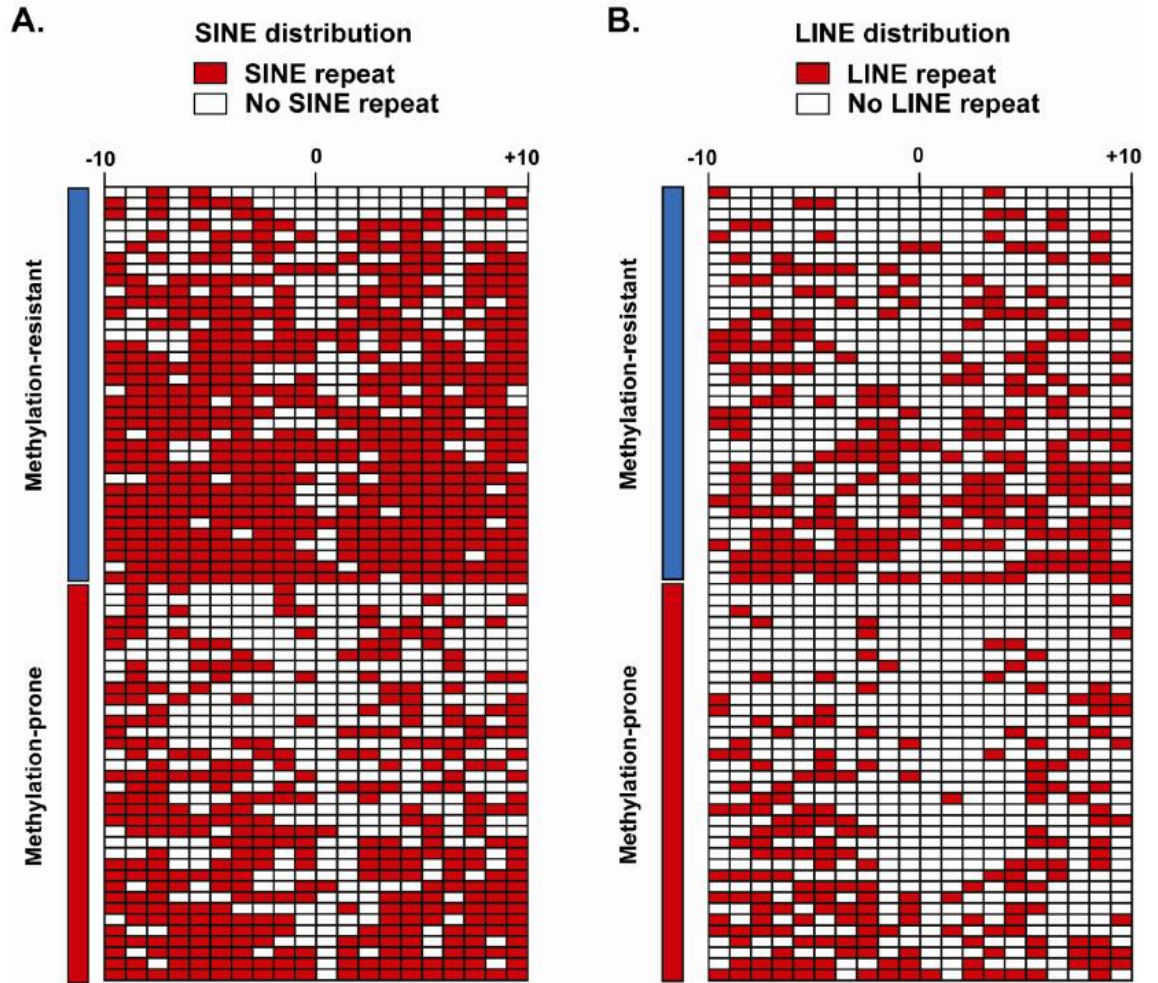 A.
SINE distribution
SINE repeat
No SINE repeat
-10 0 +10
Methylation-resistant
Methylation-prone
B.
LINE distribution
LINE repeat
No LINE repeat
-10 0 +10
Methylation-resistant
Methylation-prone